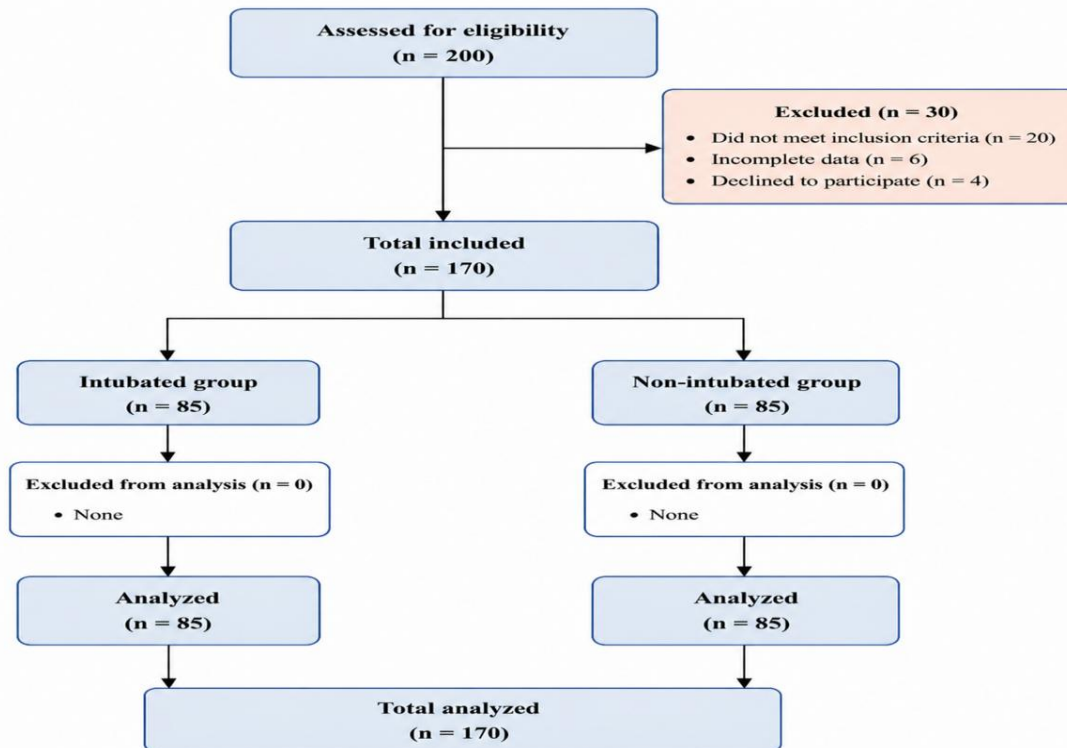 Assessed for eligibility
(n = 200)
Excluded (n = 30)
• Did not meet inclusion criteria (n = 20)
• Incomplete data (n = 6)
• Declined to participate (n = 4)
Total included
(n = 170)
Intubated group
(n = 85)
Non-intubated group
(n = 85)
Excluded from analysis (n = 0)
• None
Excluded from analysis (n = 0)
• None
Analyzed
(n = 85)
Analyzed
(n = 85)
Total analyzed
(n = 170)